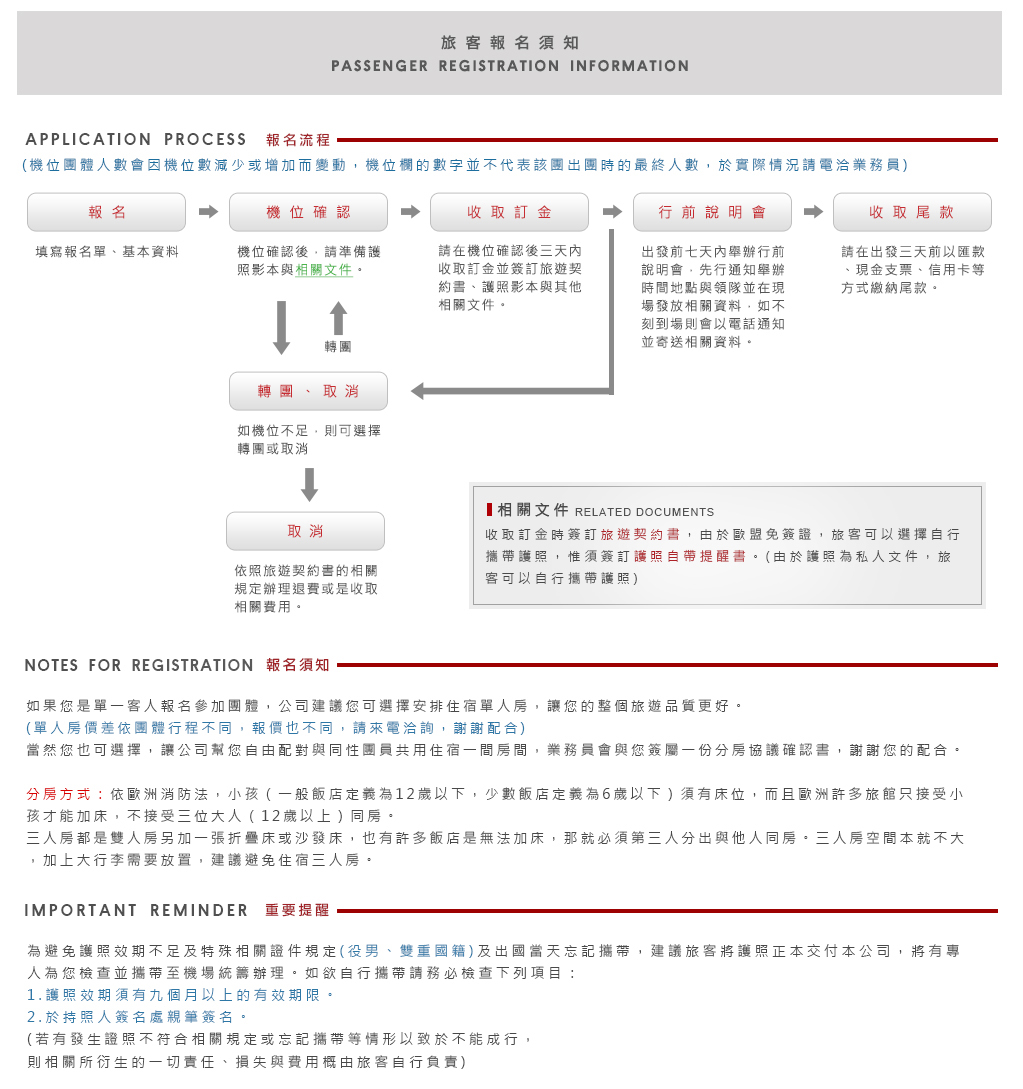 旅客報名須知
PASSENGER REGISTRATION INFORMATION
APPLICATION PROCESS 報名流程
(機位團體人數會因機位數減少或增加而變動，機位欄的數字並不代表該團出團時的最終人數，於實際情況請電洽業務員)
報名
機位確認
收取訂金
行前說明會
收取尾款
填寫報名單、基本資料
機位確認後，請準備護
照影本與相關文件。
請在機位確認後三天內
收取訂金並簽訂旅遊契
約書、護照影本與其他
相關文件。
出發前七天內舉辦行前
說明會，先行通知舉辦
時間地點與領隊並在現
場發放相關資料，如不
刻到場則會以電話通知
並寄送相關資料。
請在出發三天前以匯款
、現金支票、信用卡等
方式繳納尾款。
轉團
轉團、取消
如機位不足，則可選擇
轉團或取消
取消
依照旅遊契約書的相關
規定辦理退費或是收取
相關費用。
相關文件 RELATED DOCUMENTS
收取訂金時簽訂旅遊契約書，由於歐盟免簽證，旅客可以選擇自行
攜帶護照，惟須簽訂護照自帶提醒書。(由於護照為私人文件，旅
客可以自行攜帶護照)
NOTES FOR REGISTRATION 報名須知
如果您是單一客人報名參加團體，公司建議您可選擇安排住宿單人房，讓您的整個旅遊品質更好。
(單人房價差依團體行程不同，報價也不同，請來電洽詢，謝謝配合)
當然您也可選擇，讓公司幫您自由配對與同性團員共用住宿一間房間，業務員會與您簽屬一份分房協議確認書，謝謝您的配合。
分房方式：依歐洲消防法，小孩（一般飯店定義為12歲以下，少數飯店定義為6歲以下）須有床位，而且歐洲許多旅館只接受小
孩才能加床，不接受三位大人（12歲以上）同房。
三人房都是雙人房另加一張折疊床或沙發床，也有許多飯店是無法加床，那就必須第三人分出與他人同房。三人房空間本就不大
，加上大行李需要放置，建議避免住宿三人房。
IMPORTANT REMINDER 重要提醒
為避免護照效期不足及特殊相關證件規定(役男、雙重國籍)及出國當天忘記攜帶，建議旅客將護照正本交付本公司，將有專
人為您檢查並攜帶至機場統籌辦理。如欲自行攜帶請務必檢查下列項目：
1.護照效期須有九個月以上的有效期限。
2.於持照人簽名處親筆簽名。
(若有發生證照不符合相關規定或忘記攜帶等情形以致於不能成行，
則相關所衍生的一切責任、損失與費用概由旅客自行負責)